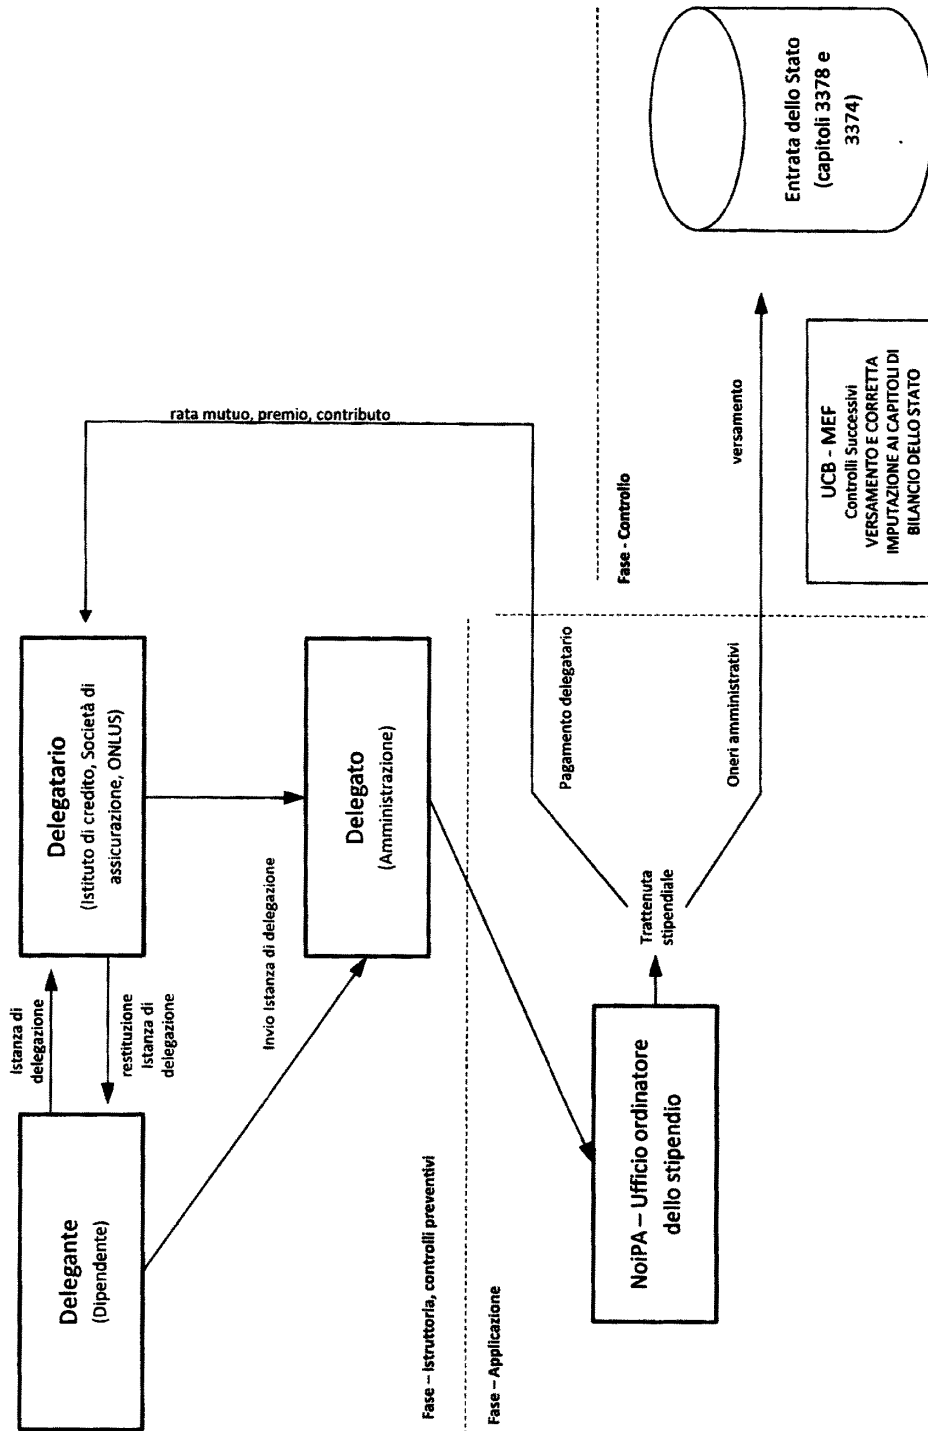 Delegante
(Dipendente)
Istanza di
delegazione
restituzione
Istanza di
delegazione
Delegatario
(Istituto di credito, Società di
assicurazione, ONLUS)
rata mutuo, premio, contributo
Invio Istanza di delegazione
Delegato
(Amministrazione)
Fase – Istruttoria, controlli preventivi
Fase – Applicazione
NoiPA – Ufficio ordinatore
dello stipendio
Trattenuta
stipendiale
Pagamento delegatario
Oneri amministrativi
Fase - Controllo
versamento
UCB - MEF
Controlli Successivi
VERSAMENTO E CORRETTA
IMPUTAZIONE AI CAPITOLI DI
BILANCIO DELLO STATO
Entrata dello Stato
(capitoli 3378 e
3374)